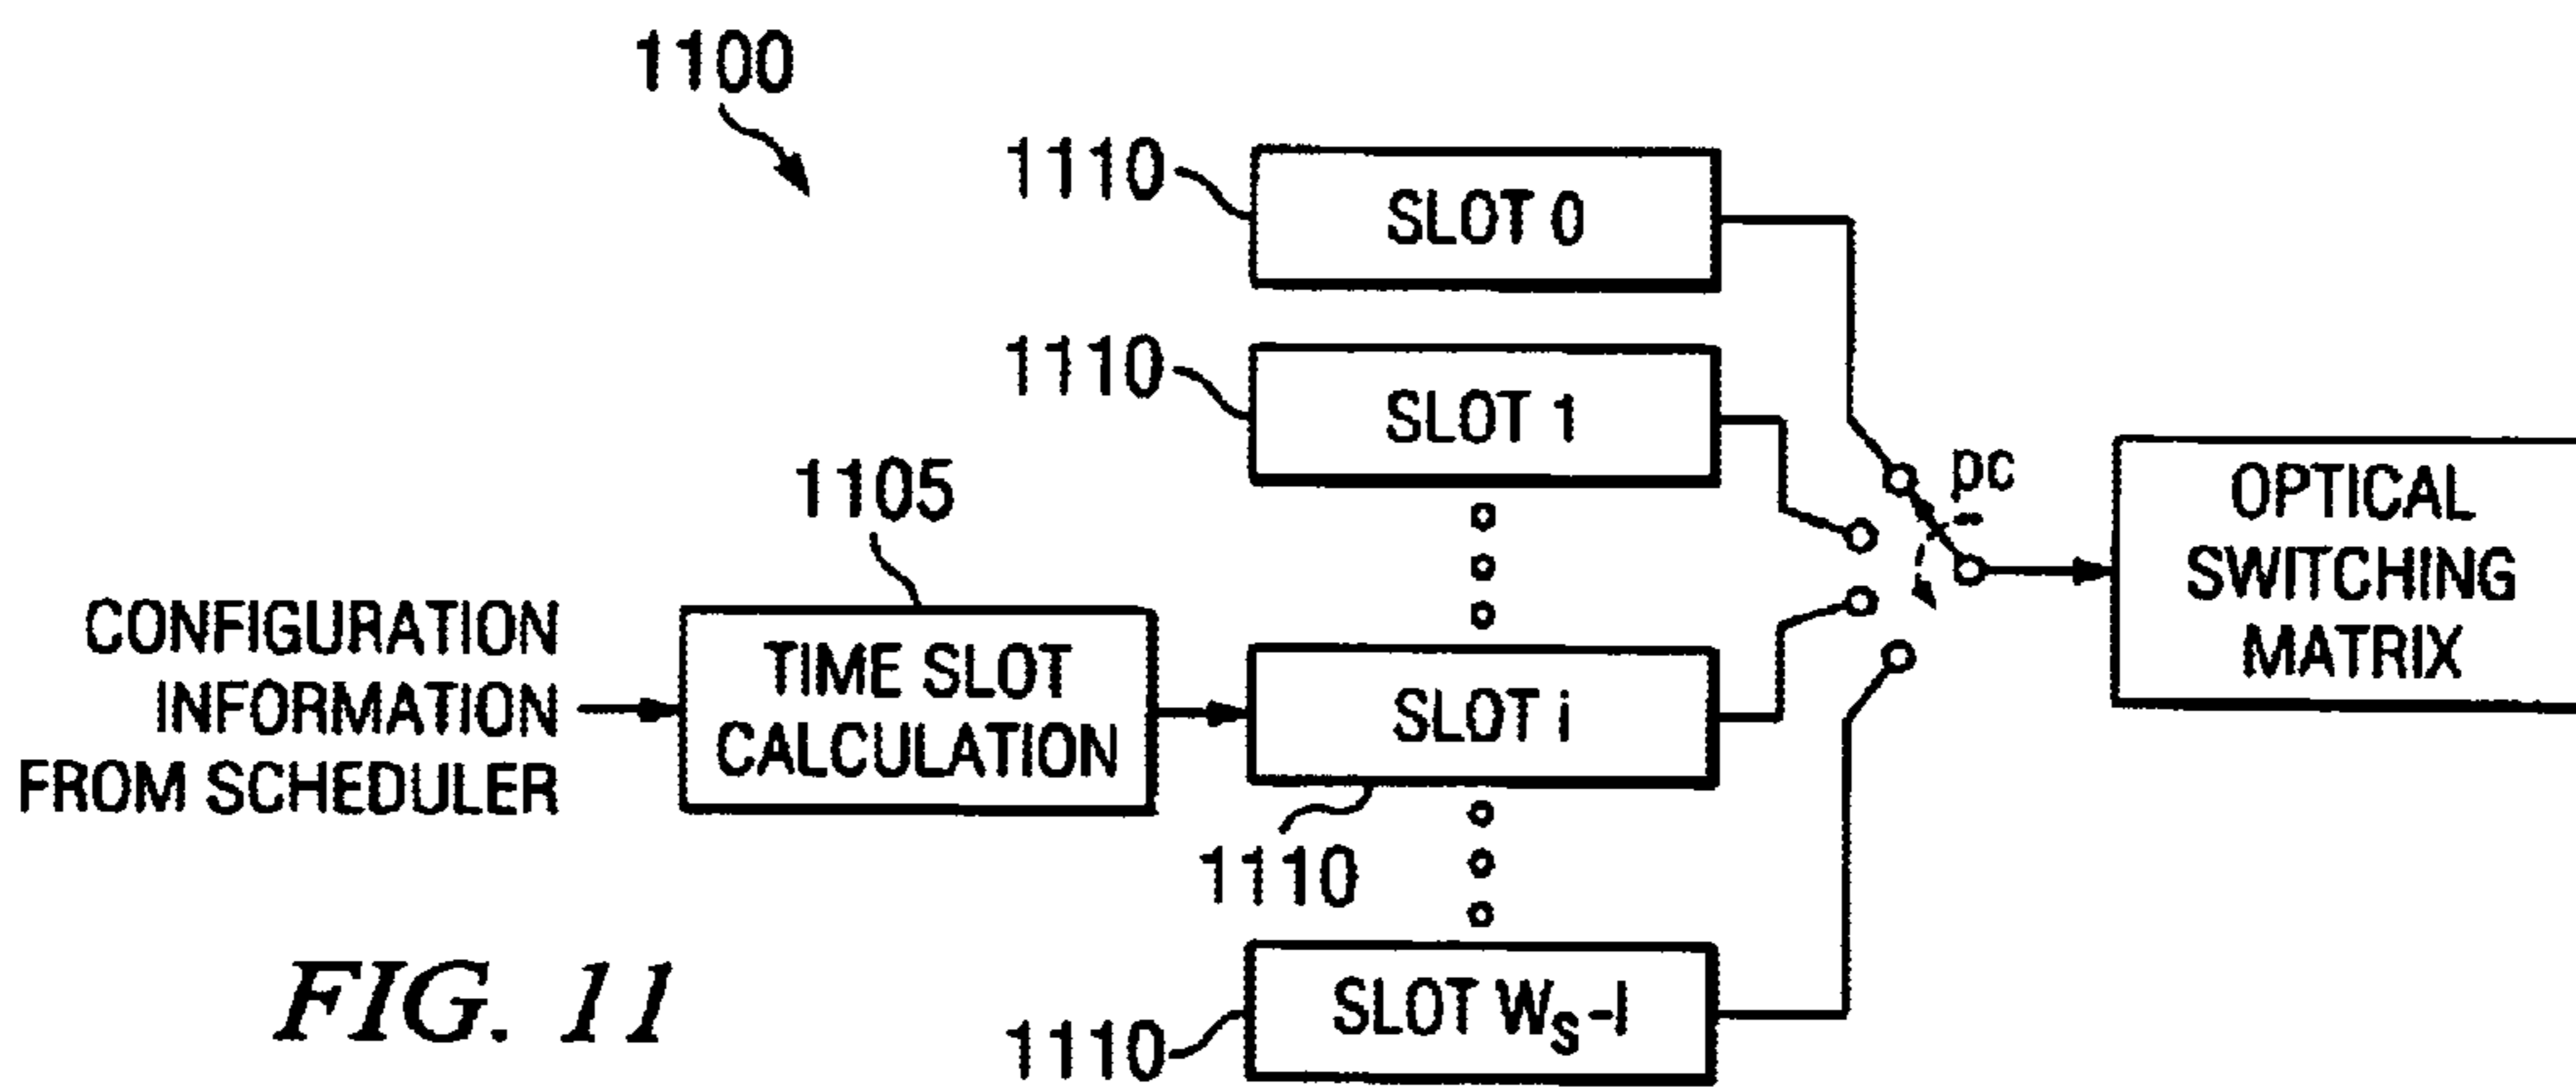 1100
1110
SLOT 0
1110
SLOT 1
pc
1105
CONFIGURATION
INFORMATION
FROM SCHEDULER
TIME SLOT
CALCULATION
SLOT i
1110
OPTICAL
SWITCHING
MATRIX
SLOT Ws-1
1110
FIG. 11